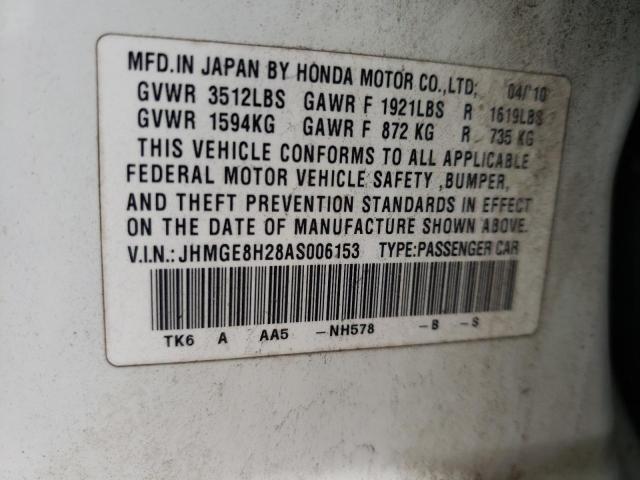 MFD.IN JAPAN BY HONDA MOTOR CO.,LTD; 04/'10
GVWR 3512LBS GAWR F 1921LBS R 1619LBS
GVWR 1594KG GAWR F 872 KG R 735 KG
THIS VEHICLE CONFORMS TO ALL APPLICABLE
FEDERAL MOTOR VEHICLE SAFETY ,BUMPER,
AND THEFT PREVENTION STANDARDS IN EFFECT
ON THE DATE OF MANUFACTURE SHOWN ABOVE.
V.I.N.: JHMGE8H28AS006153 TYPE:PASSENGER CAR
TK6 A AA5 -NH578 -B -S